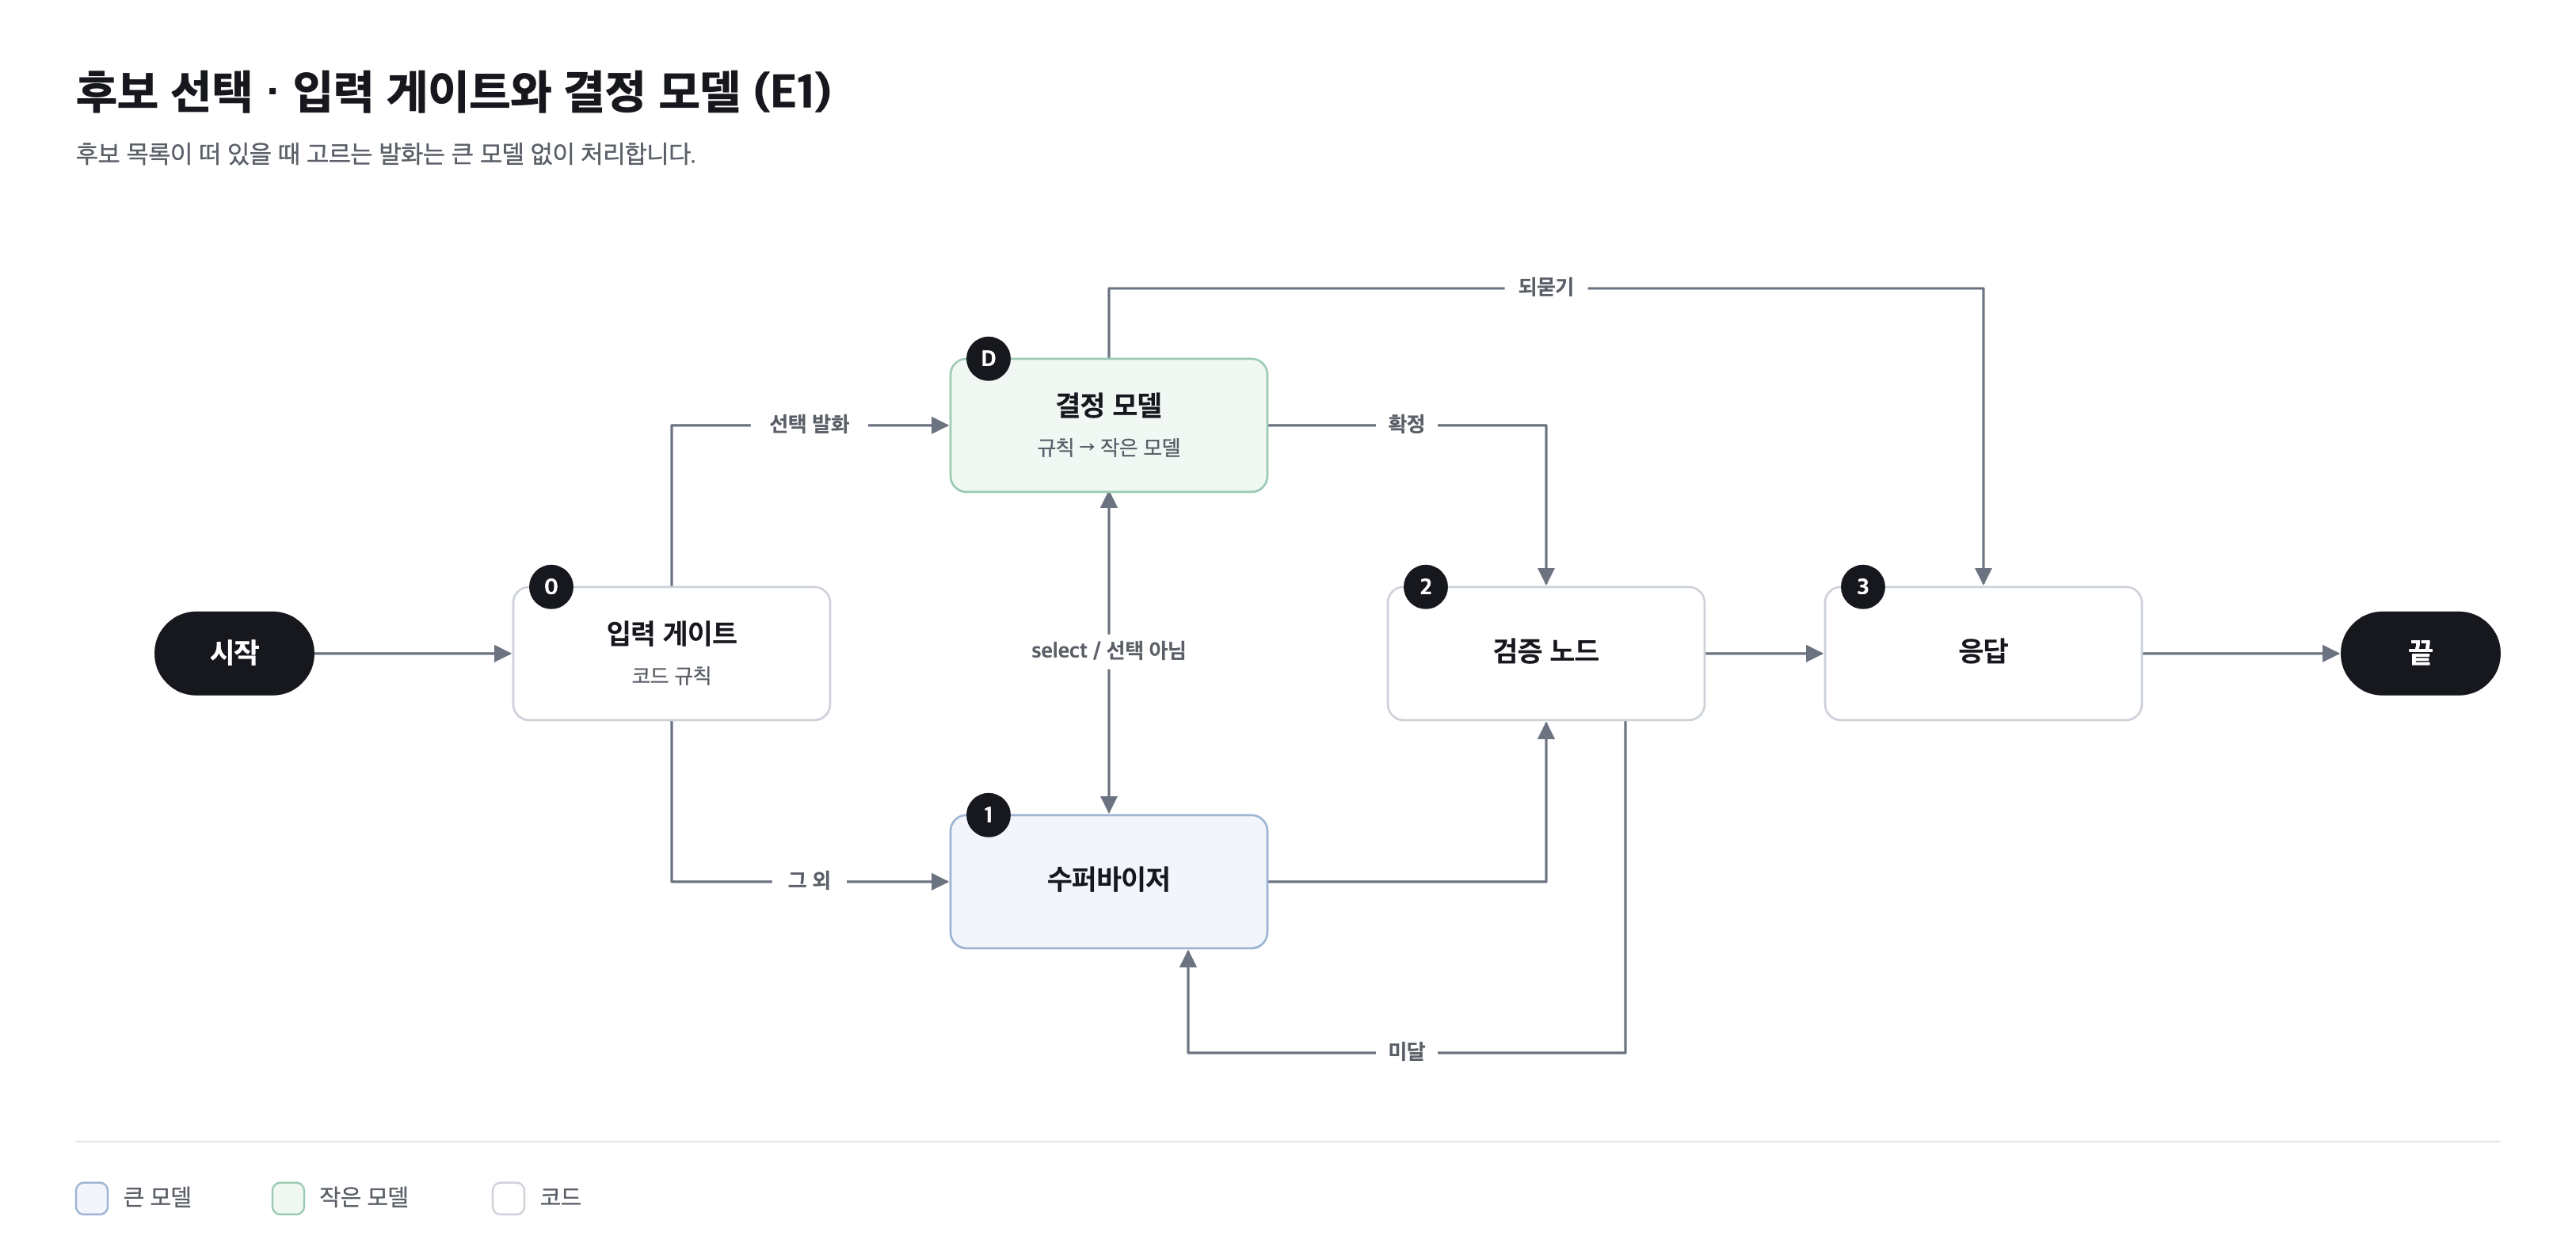 후보 선택 · 입력 게이트와 결정 모델 (E1)
후보 목록이 떠 있을 때 고르는 발화는 큰 모델 없이 처리합니다.
되묻기
D
결정 모델
규칙 → 작은 모델
선택 발화
확정
0
입력 게이트
코드 규칙
2
검증 노드
3
응답
시작
끝
select / 선택 아님
1
수퍼바이저
그 외
미달
큰 모델
작은 모델
코드